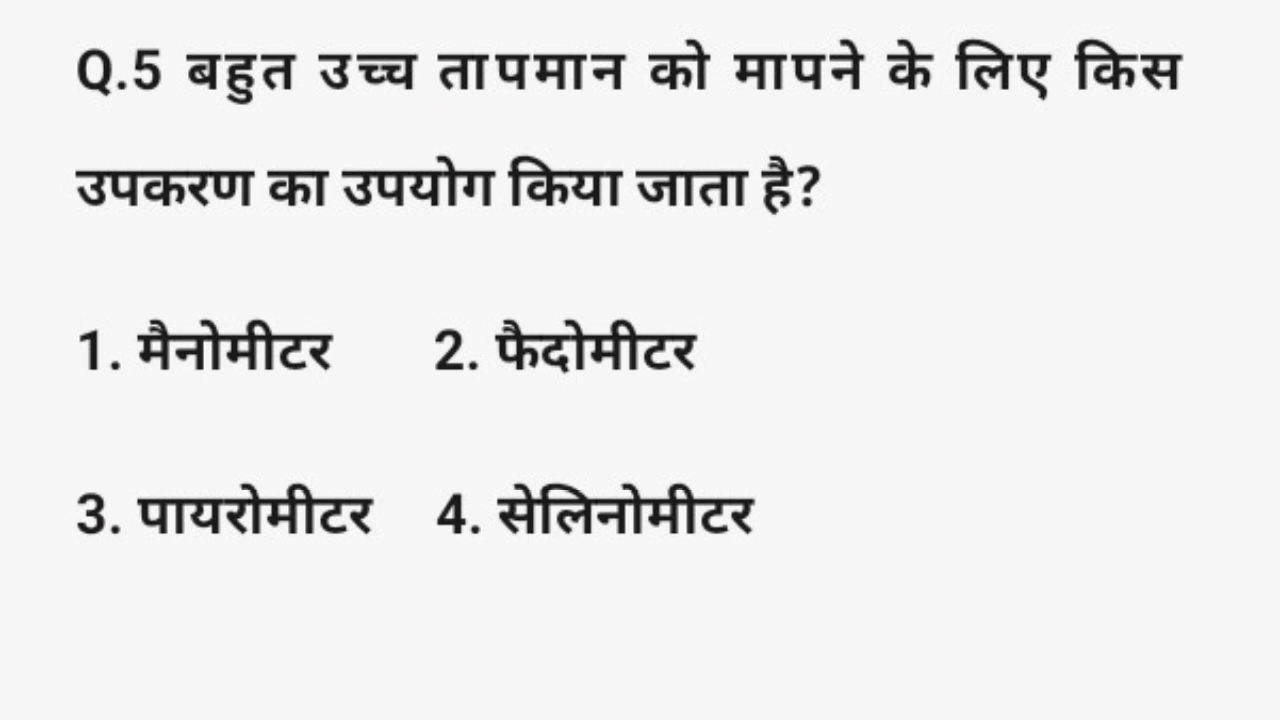 Q.5 बहुत उच्च तापमान को मापने के लिए किस
उपकरण का उपयोग किया जाता है?
1. मैनोमीटर 2. फैदोमीटर
3. पायरोमीटर 4. सेलिनोमीटर